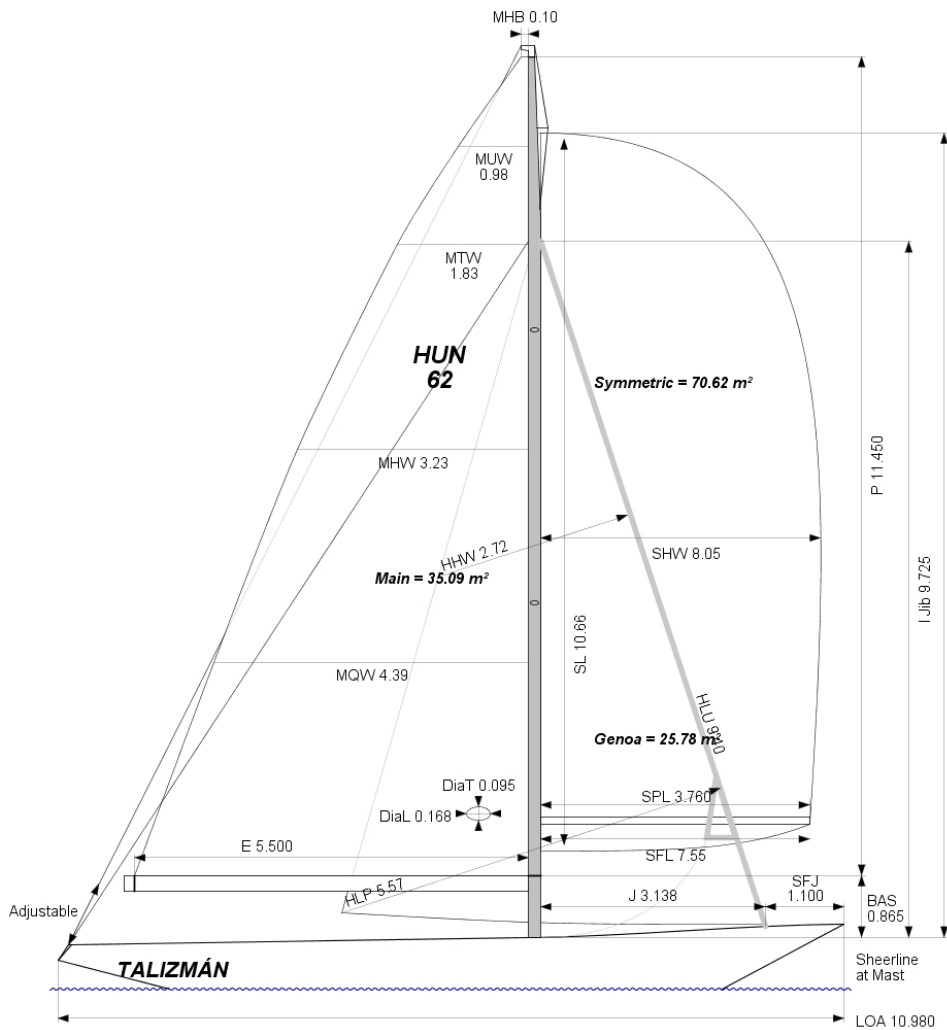 MHB 0.10
MUW
0.98
MTW
1.83
HUN
62
Symmetric = 70.62 m²
P 11.450
MHW 3.23
HHW 2.72
SHW 8.05
Main = 35.09 m²
I Jib 9.725
SL 10.66
MQW 4.39
HLU
Genoa = 25.78 m²
DiaT 0.095
SPL 3.760
DiaL 0.168
E 5.500
SFL 7.55
HLP 5.57
J 3.138
SFJ
1.100
BAS
0.865
Adjustable
TALIZMÁN
Sheerline
at Mast
LOA 10.980